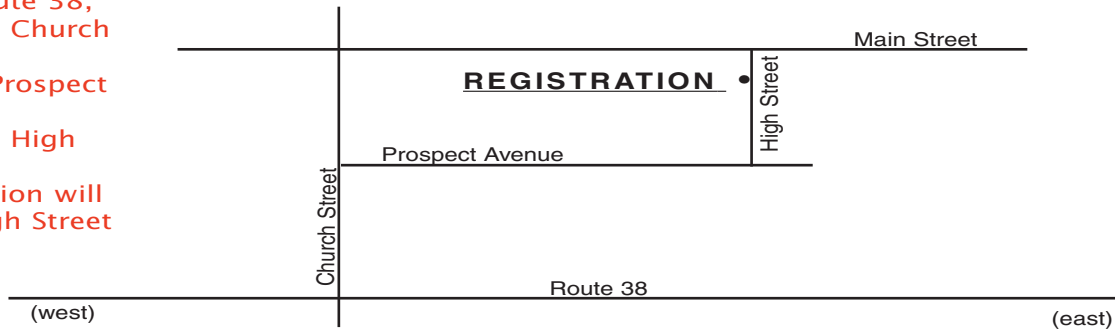 ute 38,
Church
Prospect
High
ion will
gh Street
Main Street
REGISTRATION
High Street
Prospect Avenue
Church Street
Route 38
(west)
(east)